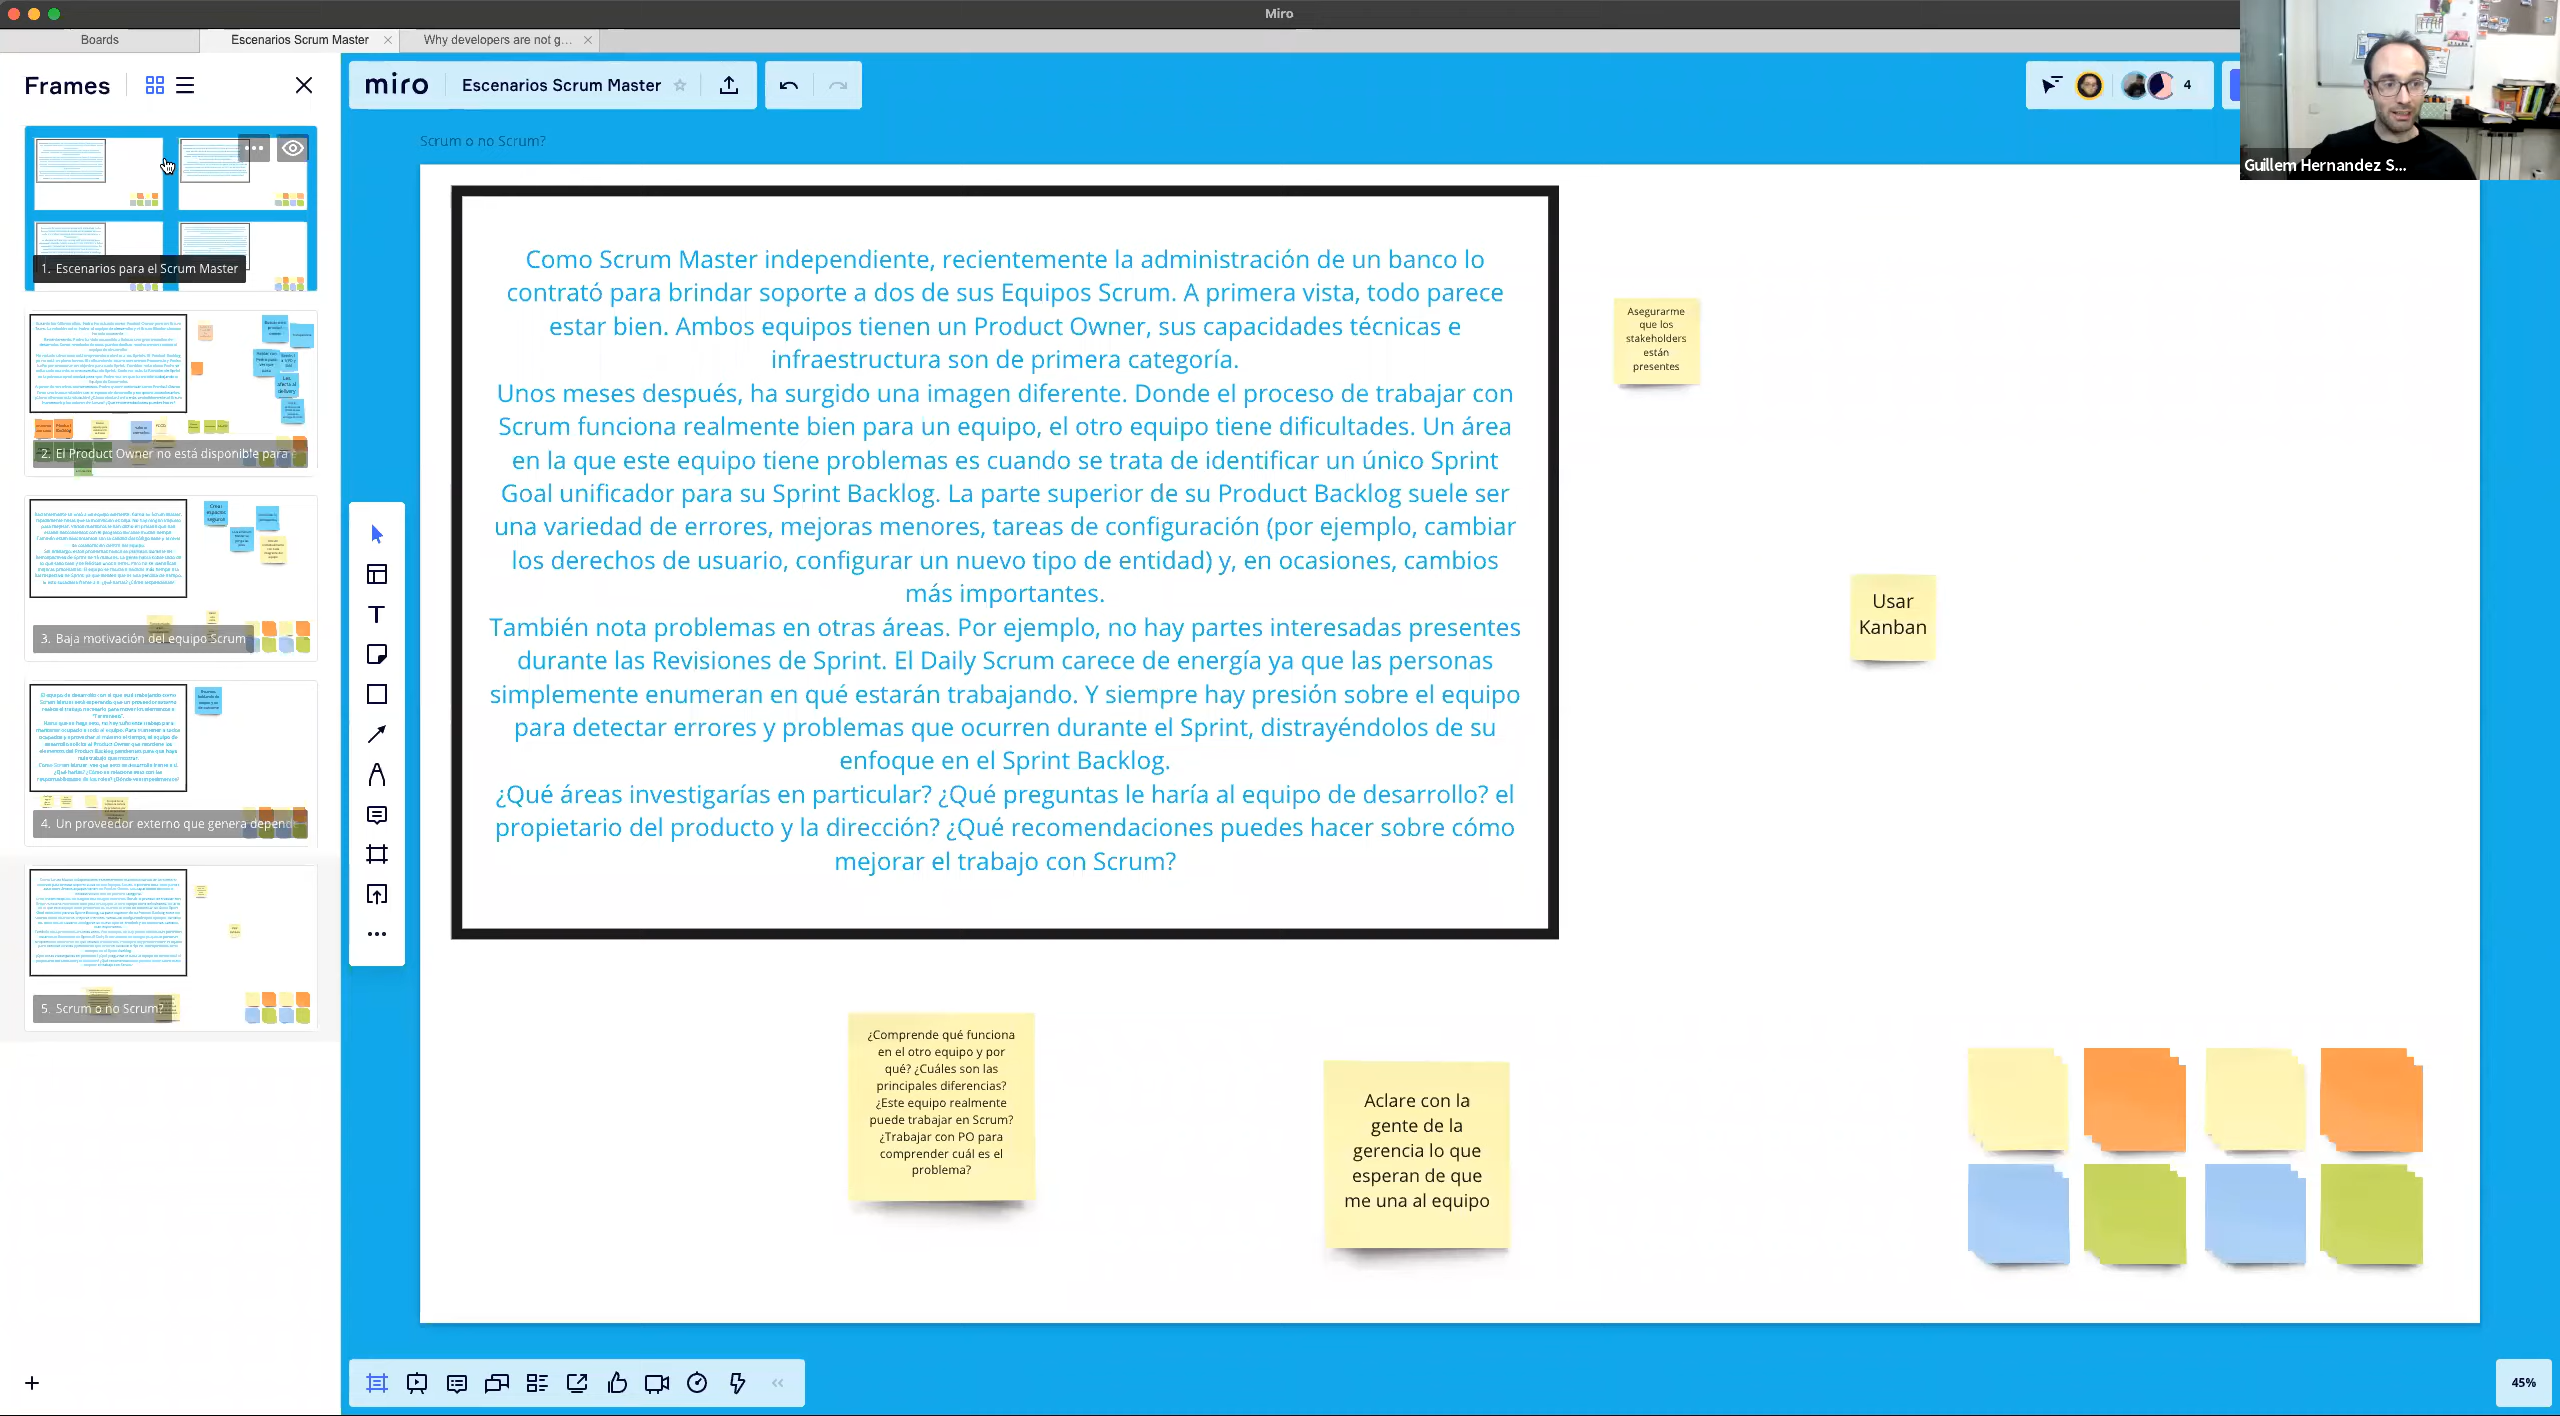 Miro
Boards
Escenarios Scrum Master
Why developers are not g...
Frames
miro
Escenarios Scrum Master
4
Guillem Hernandez S...
Scrum o no Scrum?
1. Escenarios para el Scrum Master
2. El Product Owner no está disponible para
3. Baja motivación del equipo Scrum
4. Un proveedor externo que genera depend
5. Scrum o no Scrum?
Como Scrum Master independiente, recientemente la administración de un banco lo
contrató para brindar soporte a dos de sus Equipos Scrum. A primera vista, todo parece
estar bien. Ambos equipos tienen un Product Owner, sus capacidades técnicas e
infraestructura son de primera categoría.
Unos meses después, ha surgido una imagen diferente. Donde el proceso de trabajar con
Scrum funciona realmente bien para un equipo, el otro equipo tiene dificultades. Un área
en la que este equipo tiene problemas es cuando se trata de identificar un único Sprint
Goal unificador para su Sprint Backlog. La parte superior de su Product Backlog suele ser
una variedad de errores, mejoras menores, tareas de configuración (por ejemplo, cambiar
los derechos de usuario, configurar un nuevo tipo de entidad) y, en ocasiones, cambios
más importantes.
También nota problemas en otras áreas. Por ejemplo, no hay partes interesadas presentes
durante las Revisiones de Sprint. El Daily Scrum carece de energía ya que las personas
simplemente enumeran en qué estarán trabajando. Y siempre hay presión sobre el equipo
para detectar errores y problemas que ocurren durante el Sprint, distrayéndolos de su
enfoque en el Sprint Backlog.
¿Qué áreas investigarías en particular? ¿Qué preguntas le haría al equipo de desarrollo? el
propietario del producto y la dirección? ¿Qué recomendaciones puedes hacer sobre cómo
mejorar el trabajo con Scrum?
Asegurarme
que los
stakeholders
están
presentes
Usar
Kanban
¿Comprende qué funciona
en el otro equipo y por
qué? ¿Cuáles son las
principales diferencias?
¿Este equipo realmente
puede trabajar en Scrum?
¿Trabajar con PO para
comprender cuál es el
problema?
Aclare con la
gente de la
gerencia lo que
esperan de que
me una al equipo
45%